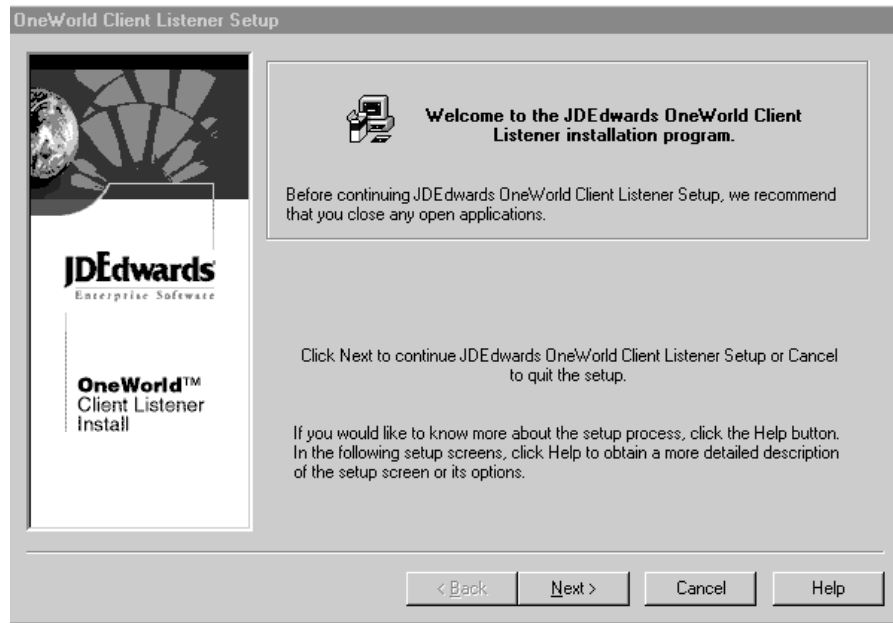 OneWorld Client Listener Setup
Welcome to the JDEdwards OneWorld Client
Listener installation program.
Before continuing JDEdwards OneWorld Client Listener Setup, we recommend
that you close any open applications.
JDEdwards
Enterprise Software
OneWorld™
Client Listener
Install
Click Next to continue JDEdwards OneWorld Client Listener Setup or Cancel
to quit the setup.
If you would like to know more about the setup process, click the Help button.
In the following setup screens, click Help to obtain a more detailed description
of the setup screen or its options.
< Back Next > Cancel Help